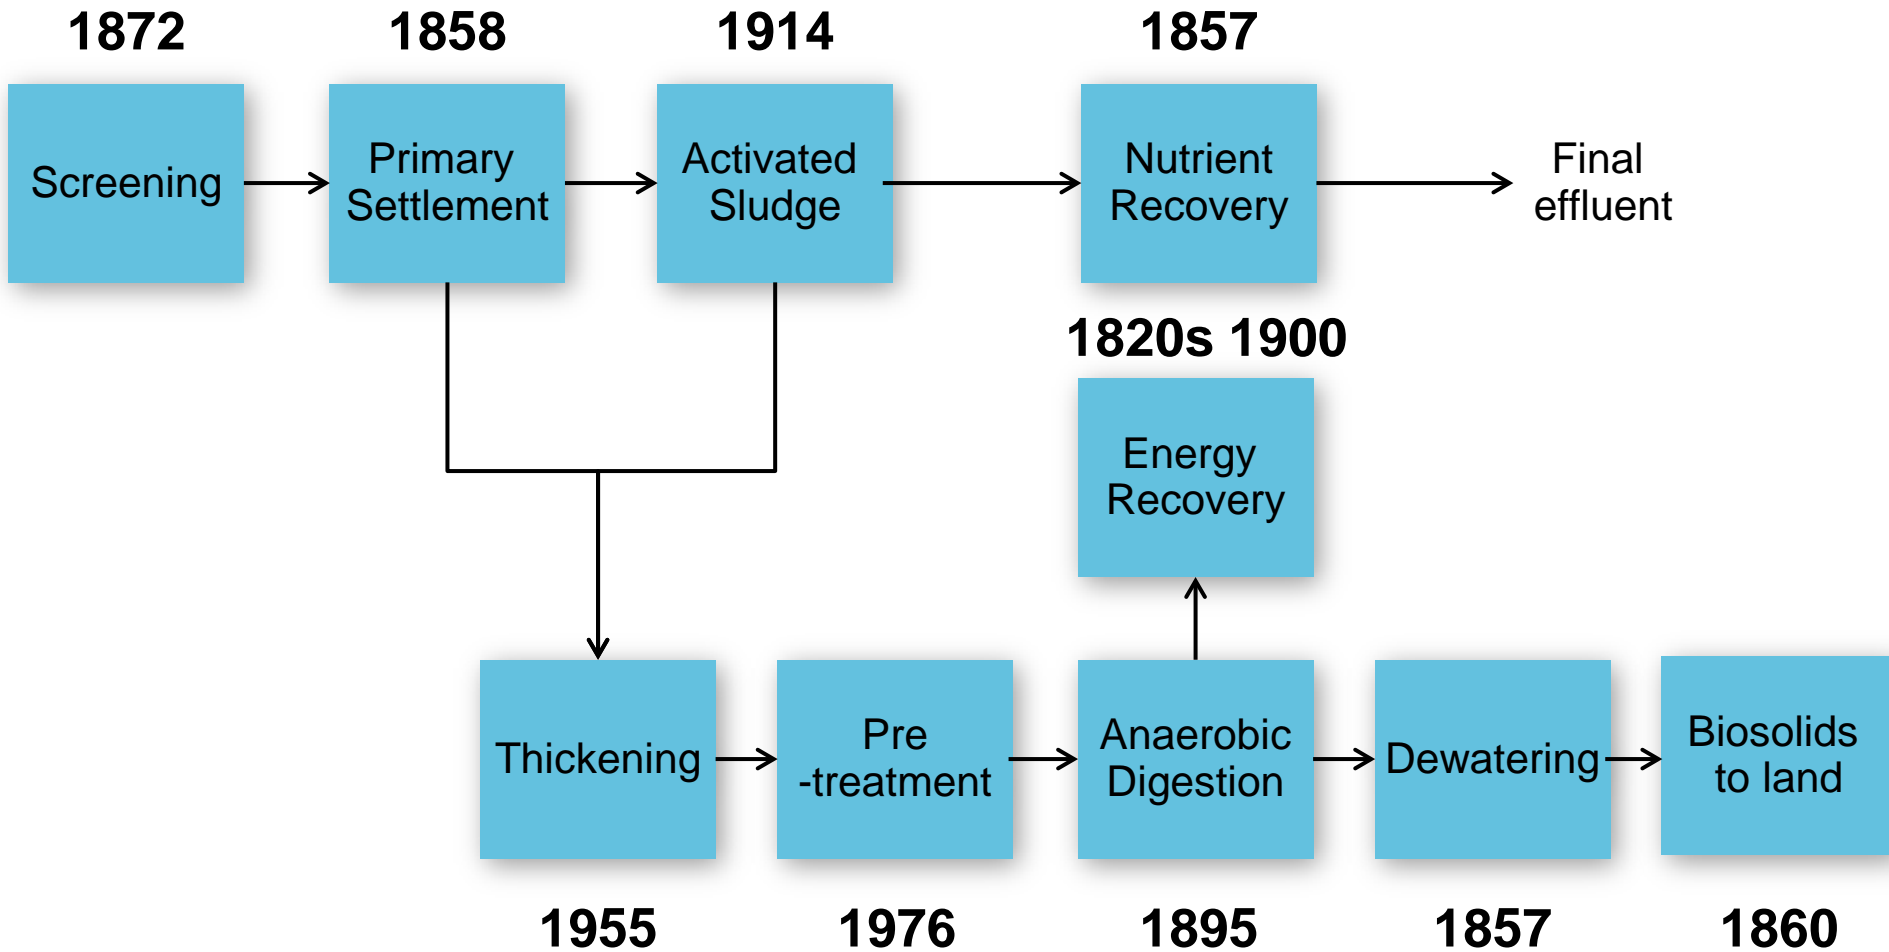 1872
1858
1914
1857
Screening
Primary
Settlement
Activated
Sludge
Nutrient
Recovery
Final
effluent
1820s 1900
Energy
Recovery
Thickening
Pre
-treatment
Anaerobic
Digestion
Dewatering
Biosolids
to land
1955
1976
1895
1857
1860